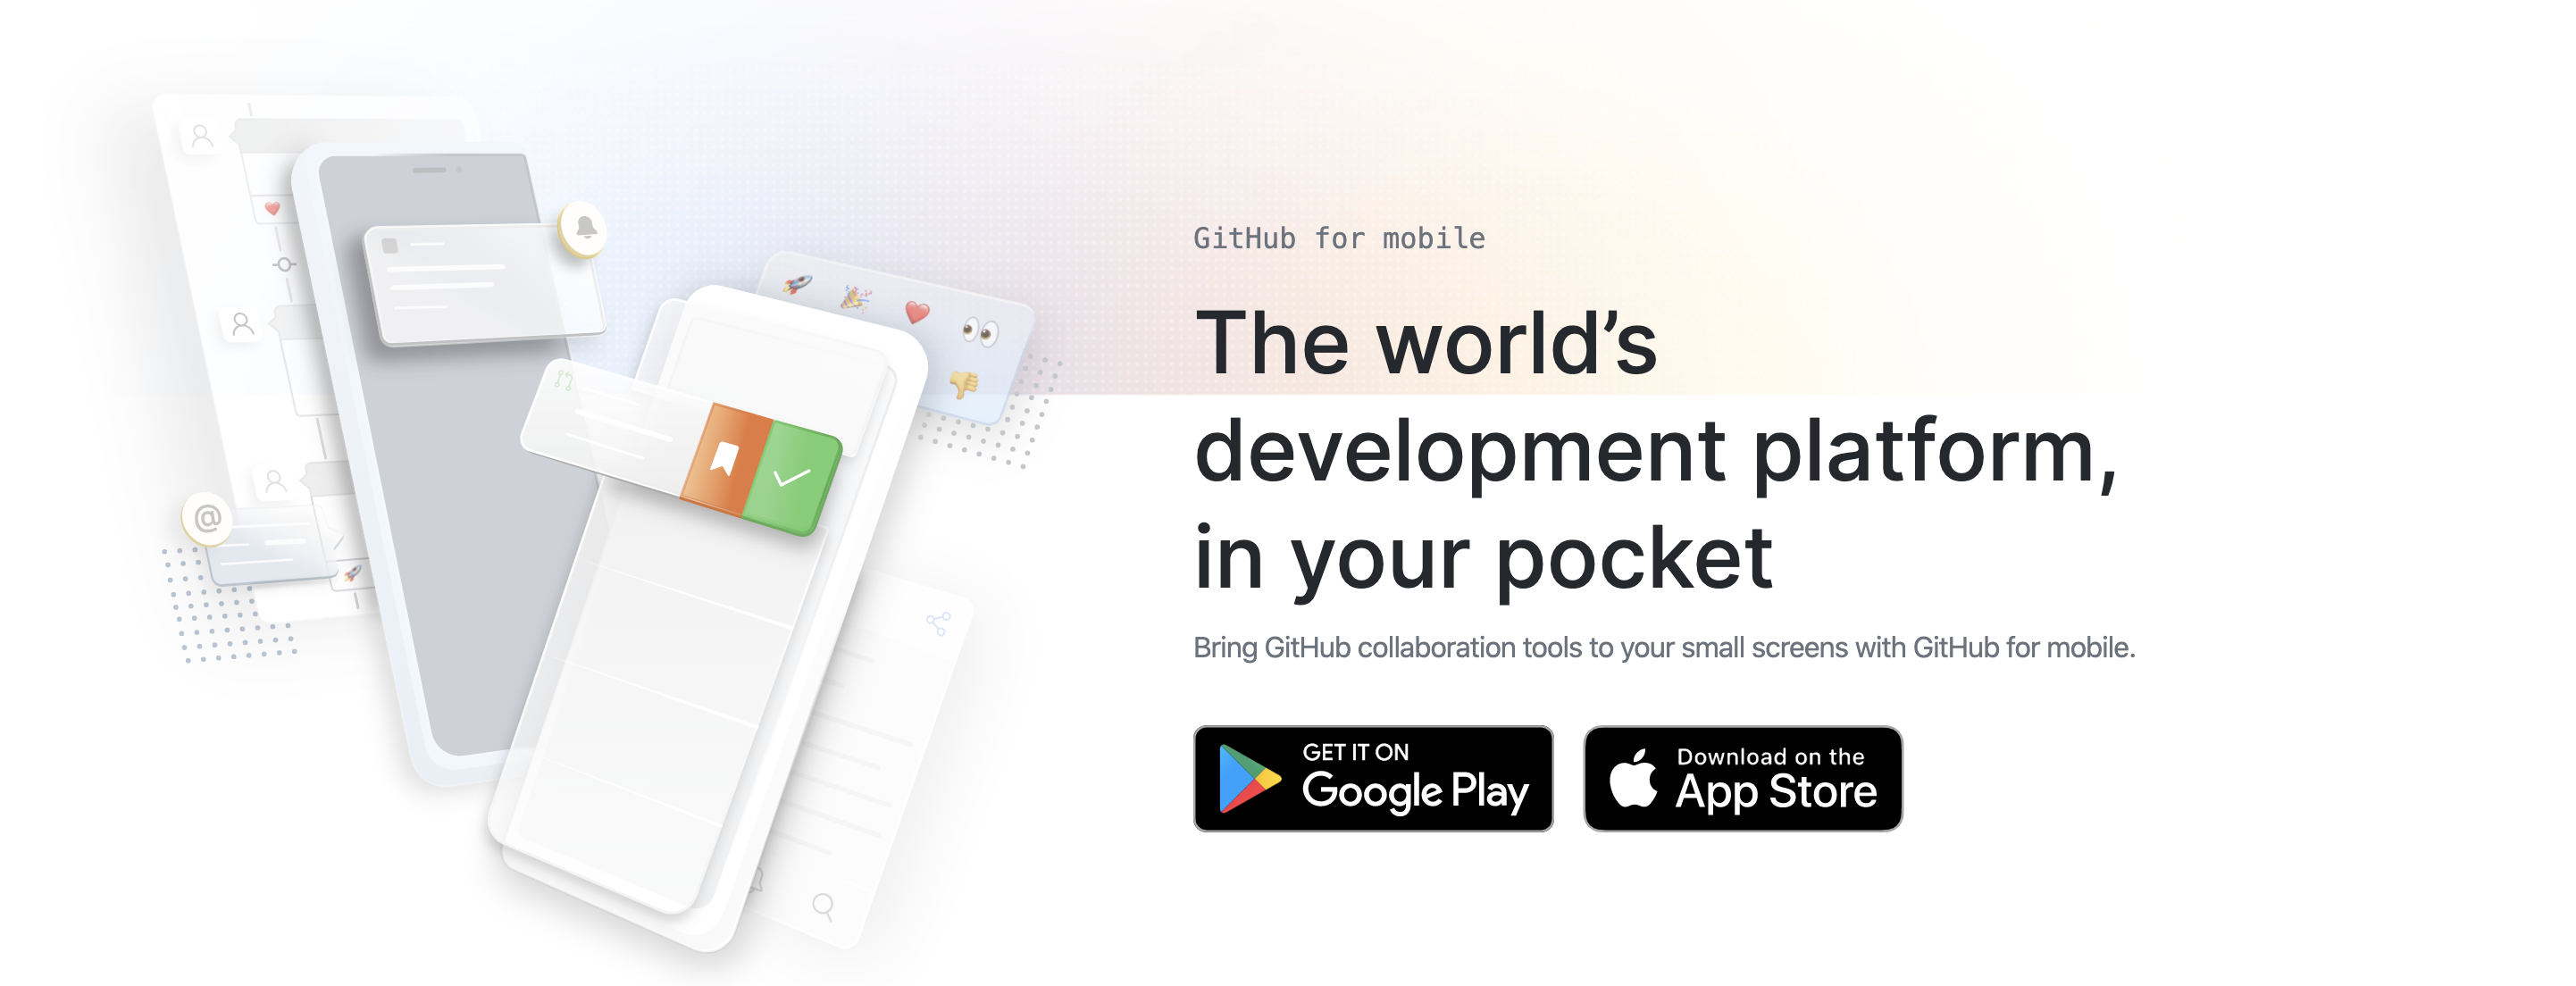 GitHub for mobile
The world’s
development platform,
in your pocket
Bring GitHub collaboration tools to your small screens with GitHub for mobile.
GET IT ON
Google Play
Download on the
App Store
@